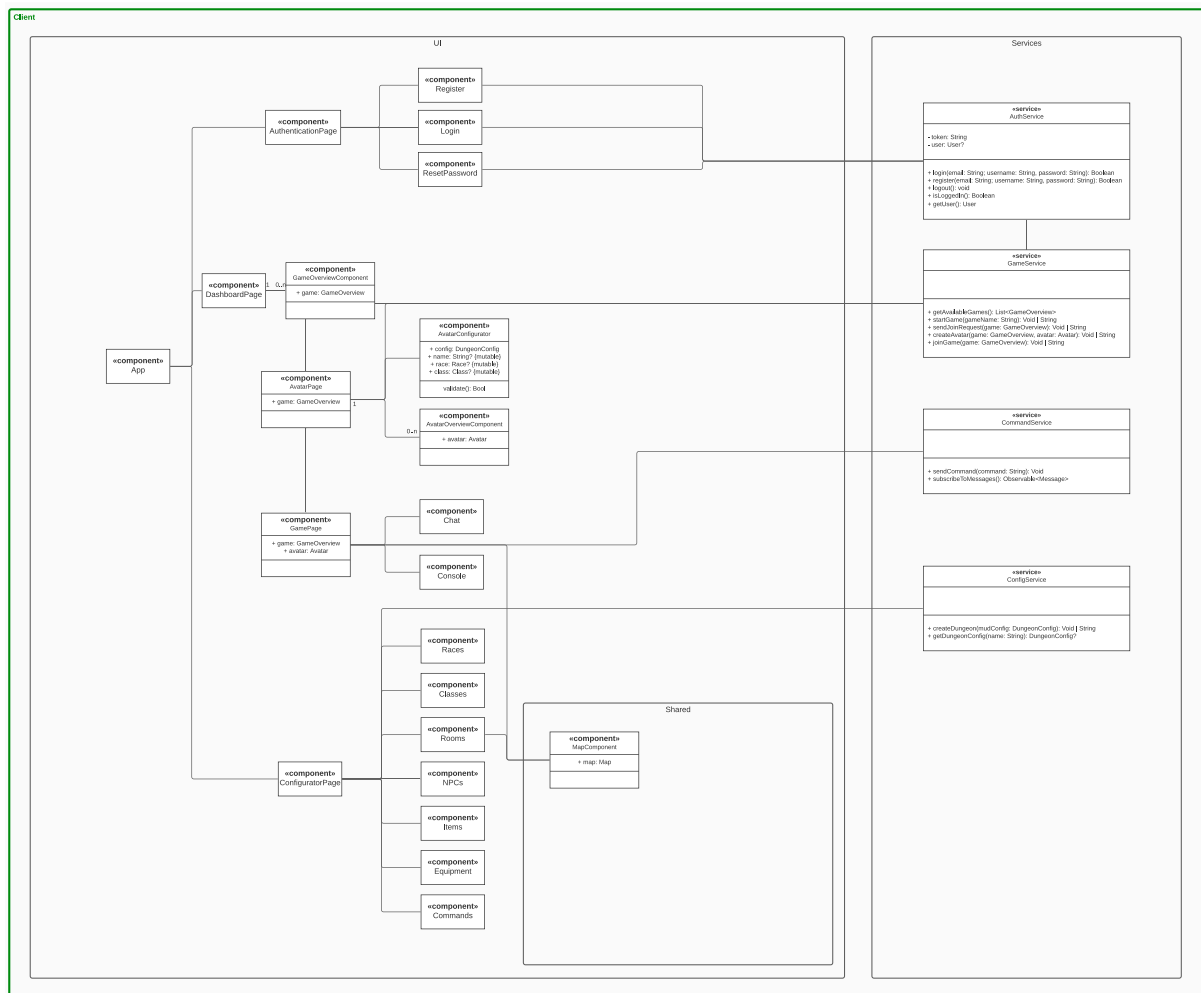 Client
UI
«component»
Register
«component»
AuthenticationPage
«component»
Login
«component»
ResetPassword
«component»
DashboardPage
1
0..n
«component»
GameOverviewComponent
+ game: GameOverview
«component»
App
«component»
AvatarConfigurator
+ config: DungeonConfig
+ name: String? {mutable}
+ race: Race? {mutable}
+ class: Class? {mutable}
validate(): Bool
«component»
AvatarPage
+ game: GameOverview
1
0..n
«component»
AvatarOverviewComponent
+ avatar: Avatar
«component»
GamePage
+ game: GameOverview
+ avatar: Avatar
«component»
Chat
«component»
Console
«component»
Races
«component»
Classes
«component»
Rooms
«component»
ConfiguratorPage
«component»
NPCs
«component»
Items
«component»
Equipment
«component»
Commands
Shared
«component»
MapComponent
+ map: Map
Services
«service»
AuthService
- token: String
- user: User?
+ login(email: String; username: String, password: String): Boolean
+ register(email: String; username: String, password: String): Boolean
+ logout(): void
+ isLoggedIn(): Boolean
+ getUser(): User
«service»
GameService
+ getAvailableGames(): List<GameOverview>
+ startGame(gameName: String): Void | String
+ sendJoinRequest(game: GameOverview): Void | String
+ createAvatar(game: GameOverview, avatar: Avatar): Void | String
+ joinGame(game: GameOverview): Void | String
«service»
CommandService
+ sendCommand(command: String): Void
+ subscribeToMessages(): Observable<Message>
«service»
ConfigService
+ createDungeon(mudConfig: DungeonConfig): Void | String
+ getDungeonConfig(name: String): DungeonConfig?